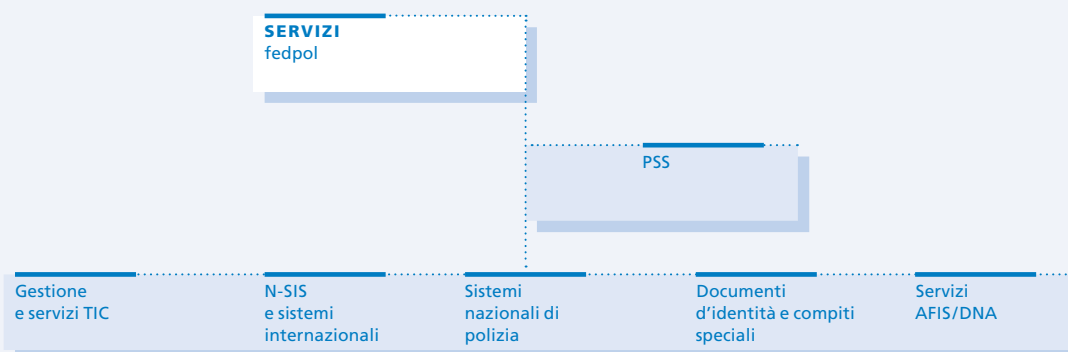 SERVIZI
fedpol
PSS
Gestione
e servizi TIC
N-SIS
e sistemi
internazionali
Sistemi
nazionali di
polizia
Documenti
d’identità e compiti
speciali
Servizi
AFIS/DNA